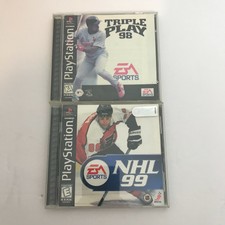 PlayStation
TRIPLE
PLAY
98
EA
SPORTS
PlayStation
EA
SPORTS
NHL
99